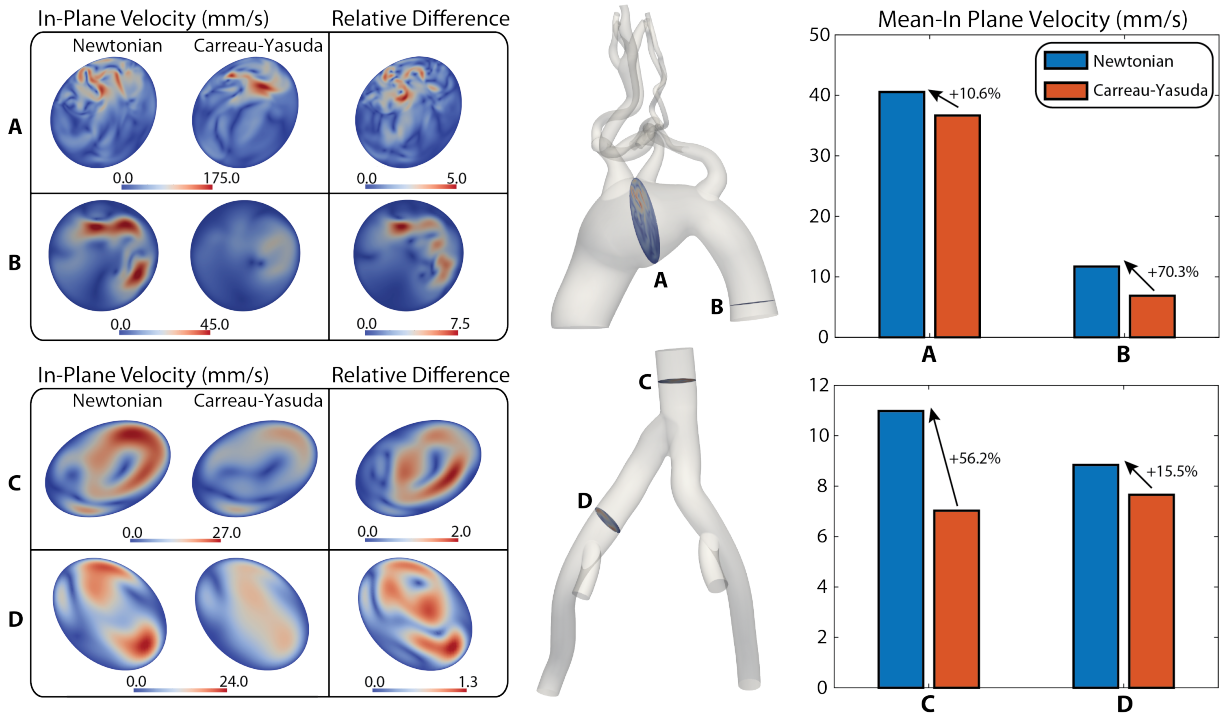 In-Plane Velocity (mm/s)
Relative Difference
Newtonian
Carreau-Yasuda
A
0.0
175.0
0.0
5.0
B
0.0
45.0
0.0
7.5
In-Plane Velocity (mm/s)
Relative Difference
Newtonian
Carreau-Yasuda
C
0.0
27.0
0.0
2.0
D
0.0
24.0
0.0
1.3
A
B
C
D
Mean-In Plane Velocity (mm/s)
50
40
30
20
10
0
Newtonian
Carreau-Yasuda
+10.6%
+70.3%
A
B
12
10
8
6
4
2
0
+56.2%
+15.5%
C
D